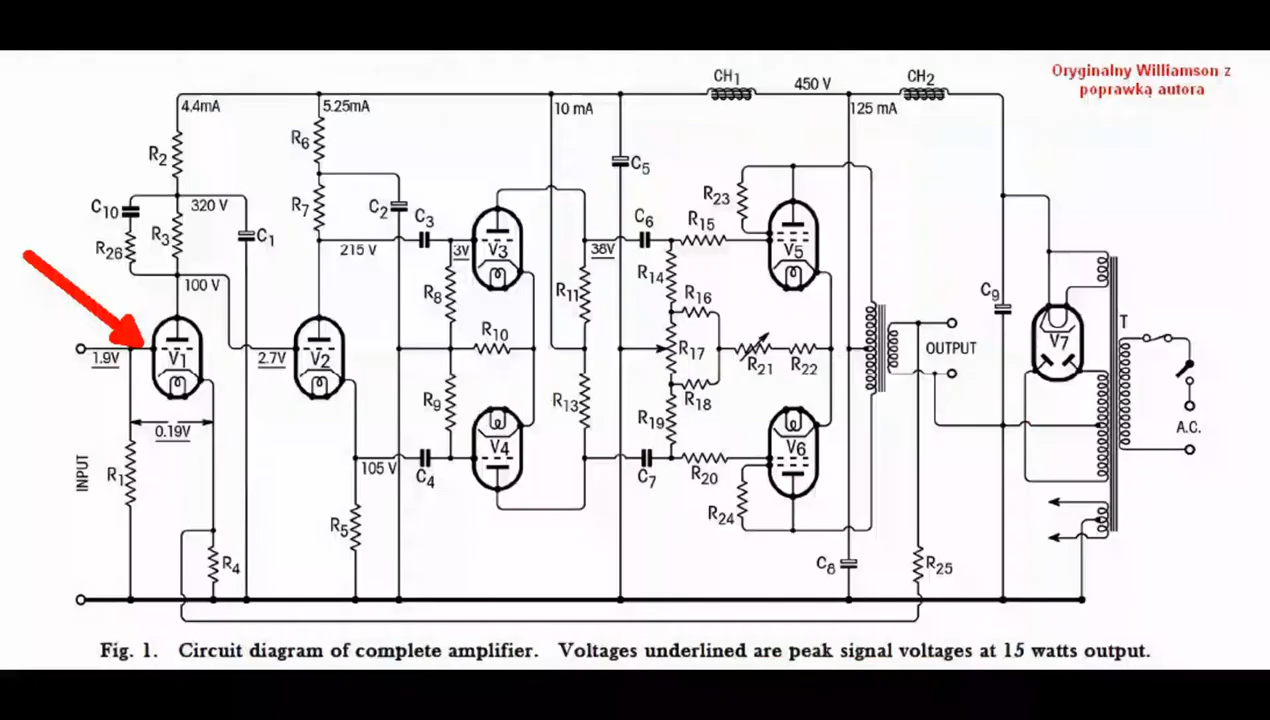 Oryginalny Williamson z
poprawką autora
CH1
450 V
CH2
4.4mA
5.25mA
10 mA
125 mA
R2
R6
C5
C10
320 V
R7
C2
C3
R23
C6
R15
R3
C1
R26
215 V
3V
V3
38V
V5
100 V
R8
R11
R14
R16
C9
R10
T
1.9V
V1
2.7V
V2
R17
R21
R22
OUTPUT
V7
R9
R13
R18
0.19V
R19
A.C.
V4
V6
INPUT
R1
105 V
C4
C7
R20
R5
R24
R4
C8
R25
Fig. 1. Circuit diagram of complete amplifier. Voltages underlined are peak signal voltages at 15 watts output.